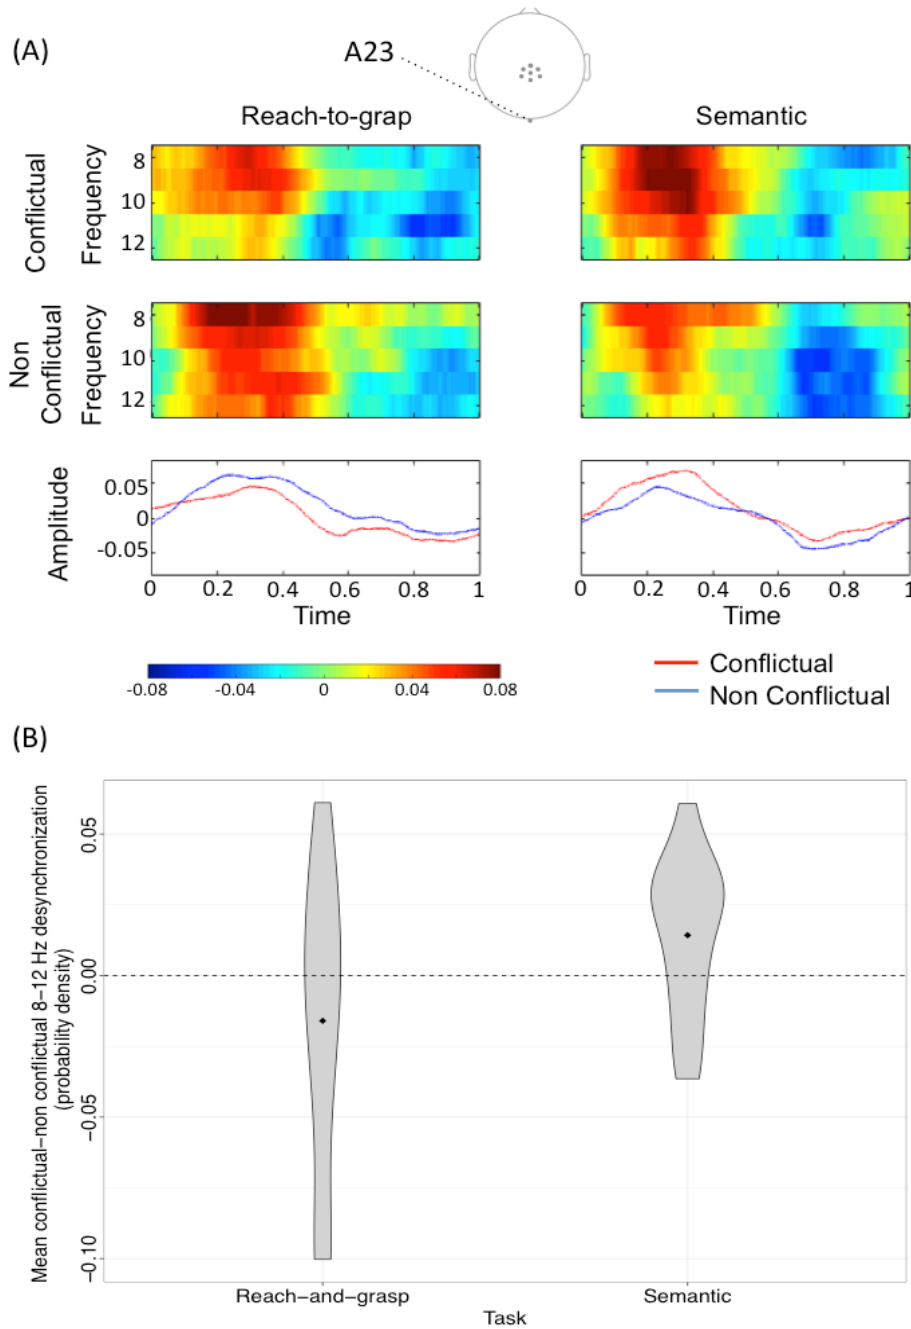 (A)
A23
Reach-to-grap
Semantic
Conflictual
Frequency
8
10
12
Non
Conflictual
Frequency
8
10
12
Amplitude
0.05
0
-0.05
0 0.2 0.4 0.6 0.8 1
Time
0 0.2 0.4 0.6 0.8 1
Time
-0.08 -0.04 0 0.04 0.08
Conflictual
Non Conflictual
(B)
Mean conflictual–non conflictual 8–12 Hz desynchronization
(probability density)
0.05
0.00
−0.05
−0.10
Reach−and−grasp
Semantic
Task